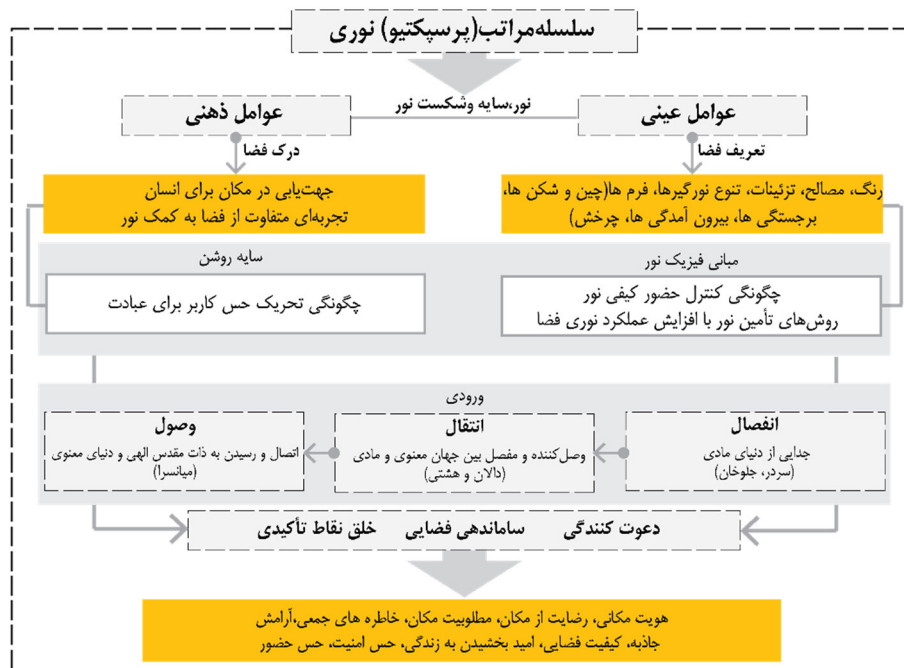 سلسله‌مراتب(پرسپکتیو) نوری
نور،سایه وشکست نور
عوامل عینی
عوامل ذهنی
تعریف فضا
درک فضا
رنگ، مصالح، تزئینات، تنوع نورگیرها، فرم ها(چین و شکن ها،
برجستگی ها، بیرون آمدگی ها، چرخش)
جهت‌یابی در مکان برای انسان
تجربه‌ای متفاوت از فضا به کمک نور
مبانی فیزیک نور
سایه روشن
چگونگی کنترل حضور کیفی نور
روش‌های تأمین نور با افزایش عملکرد نوری فضا
چگونگی تحریک حس کاربر برای عبادت
ورودی
انفصال
جدایی از دنیای مادی
(سردر، جلوخان)
انتقال
وصل‌کننده و مفصل بین جهان معنوی و مادی
(دالان و هشتی)
وصول
اتصال و رسیدن به ذات مقدس الهی و دنیای معنوی
(میانسرا)
دعوت کنندگی ساماندهی فضایی خلق نقاط تأکیدی
هویت مکانی، رضایت از مکان، مطلوبیت مکان، خاطره های جمعی،آرامش
جاذبه، کیفیت فضایی، امید بخشیدن به زندگی، حس امنیت، حس حضور